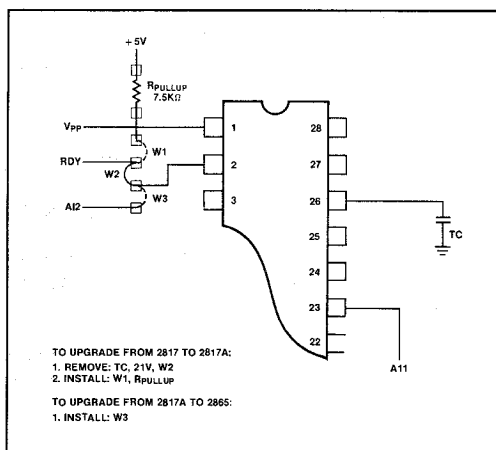 +5V
RPULLUP
7.5KΩ
VPP
W1
RDY
W2
W3
AI2
1
2
3
28
27
26
25
24
23
22
TC
A11
TO UPGRADE FROM 2817 TO 2817A:
1. REMOVE: TC, 21V, W2
2. INSTALL: W1, RPULLUP
TO UPGRADE FROM 2817A TO 2865:
1. INSTALL: W3